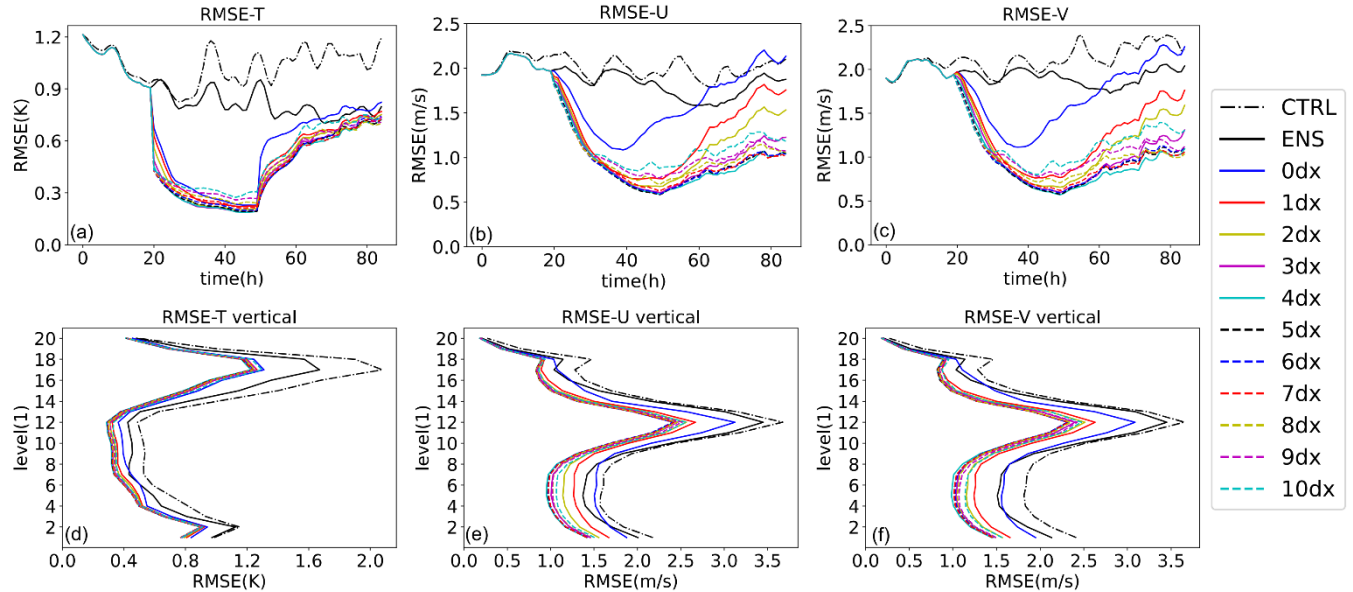 RMSE-T
RMSE(K)
1.2
0.9
0.6
0.3
0.0
(a)
0 20 40 60 80
time(h)
RMSE-U
RMSE(m/s)
2.5
2.0
1.5
1.0
0.5
0.0
(b)
0 20 40 60 80
time(h)
RMSE-V
RMSE(m/s)
2.5
2.0
1.5
1.0
0.5
0.0
(c)
0 20 40 60 80
time(h)
RMSE-T vertical
level(1)
20
18
16
14
12
10
8
6
4
2
(d)
0.0 0.4 0.8 1.2 1.6 2.0
RMSE(K)
RMSE-U vertical
level(1)
20
18
16
14
12
10
8
6
4
2
(e)
0.0 0.5 1.0 1.5 2.0 2.5 3.0 3.5
RMSE(m/s)
RMSE-V vertical
level(1)
20
18
16
14
12
10
8
6
4
2
(f)
0.0 0.5 1.0 1.5 2.0 2.5 3.0 3.5
RMSE(m/s)
CTRL
ENS
0dx
1dx
2dx
3dx
4dx
5dx
6dx
7dx
8dx
9dx
10dx